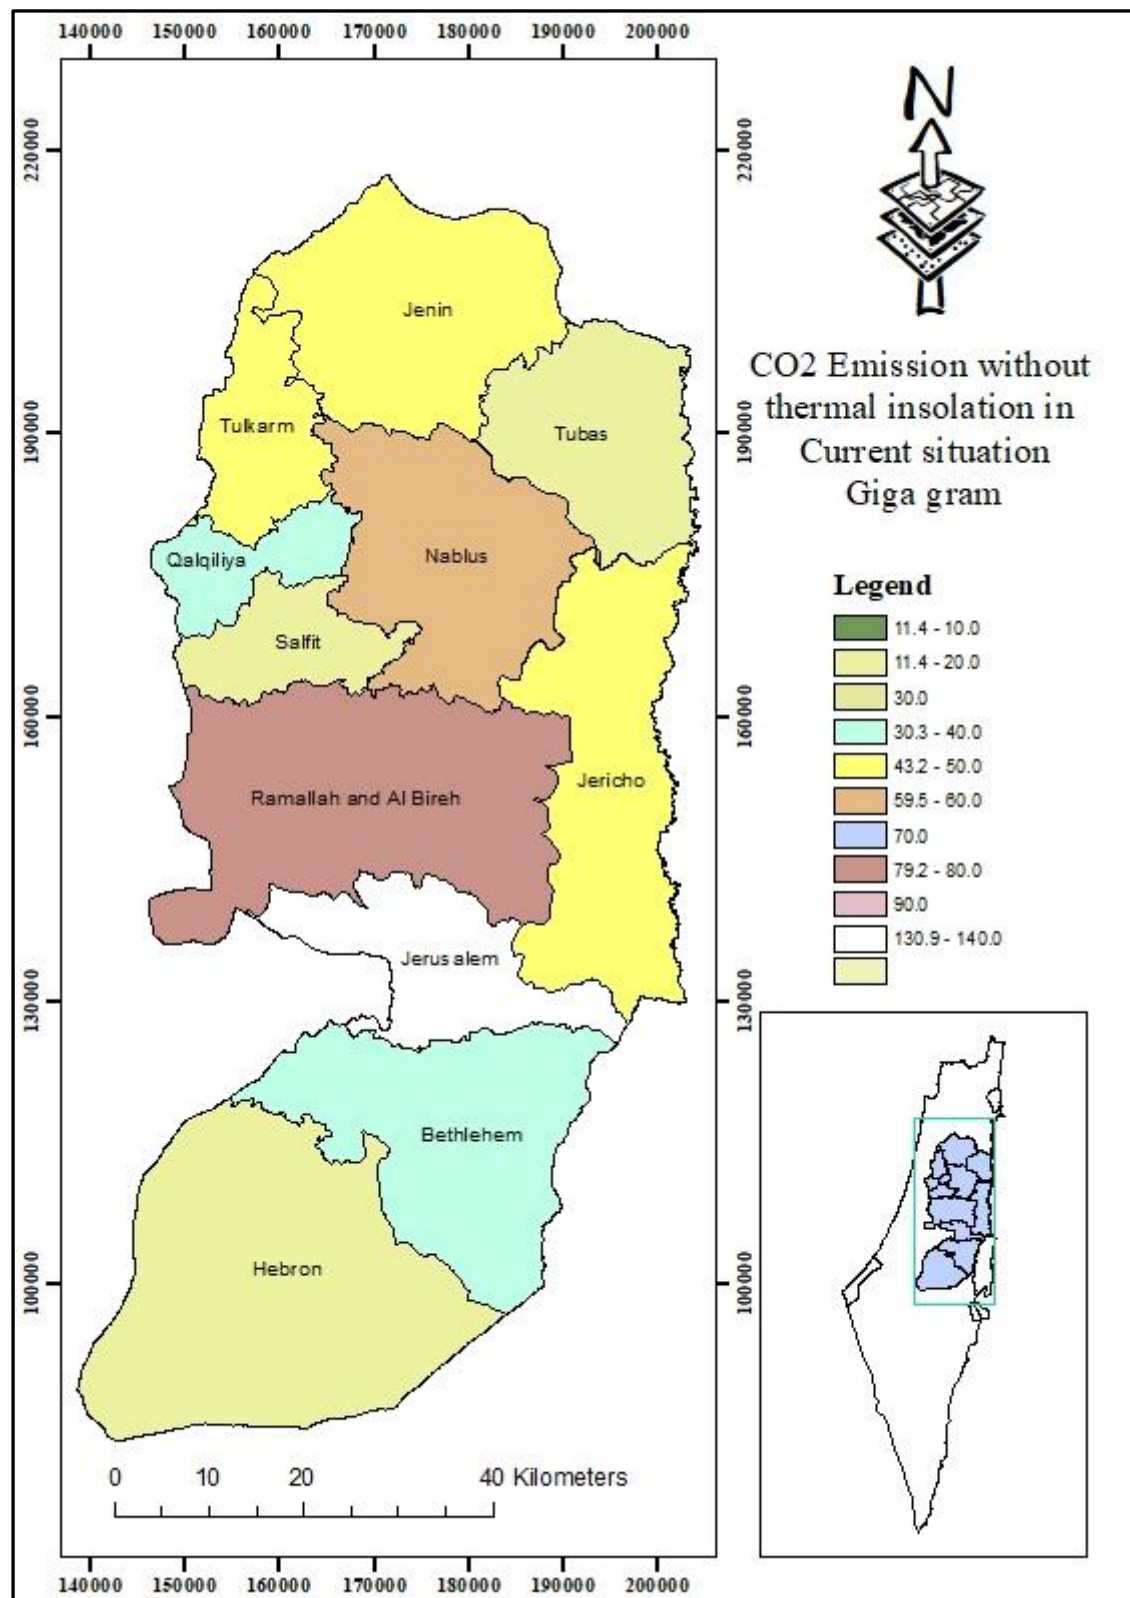 140000 150000 160000 170000 180000 190000 200000
220000
220000
190000
190000
160000
160000
130000
130000
100000
100000
N
CO2 Emission without
thermal insolation in
Current situation
Giga gram
Jenin
Tulkarm
Tubas
Qalqiliya
Nablus
Salfit
Ramallah and Al Bireh
Jericho
Jerusalem
Bethlehem
Hebron
Legend
11.4 - 10.0
11.4 - 20.0
30.0
30.3 - 40.0
43.2 - 50.0
59.5 - 60.0
70.0
79.2 - 80.0
90.0
130.9 - 140.0
0 10 20 40 Kilometers
140000 150000 160000 170000 180000 190000 200000